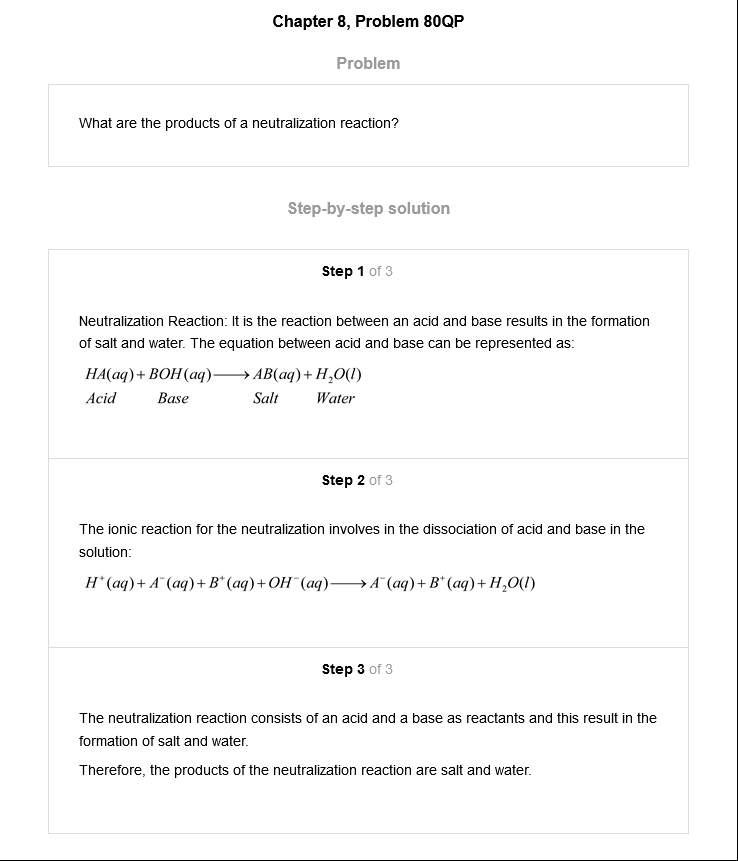 Chapter 8, Problem 80QP
Problem
What are the products of a neutralization reaction?
Step-by-step solution
Step 1 of 3
Neutralization Reaction: It is the reaction between an acid and base results in the formation
of salt and water. The equation between acid and base can be represented as:
HA(aq) + BOH(aq) ⟶ AB(aq) + H₂O(l)
Acid Base Salt Water
Step 2 of 3
The ionic reaction for the neutralization involves in the dissociation of acid and base in the
solution:
H⁺(aq) + A⁻(aq) + B⁺(aq) + OH⁻(aq) ⟶ A⁻(aq) + B⁺(aq) + H₂O(l)
Step 3 of 3
The neutralization reaction consists of an acid and a base as reactants and this result in the
formation of salt and water.
Therefore, the products of the neutralization reaction are salt and water.